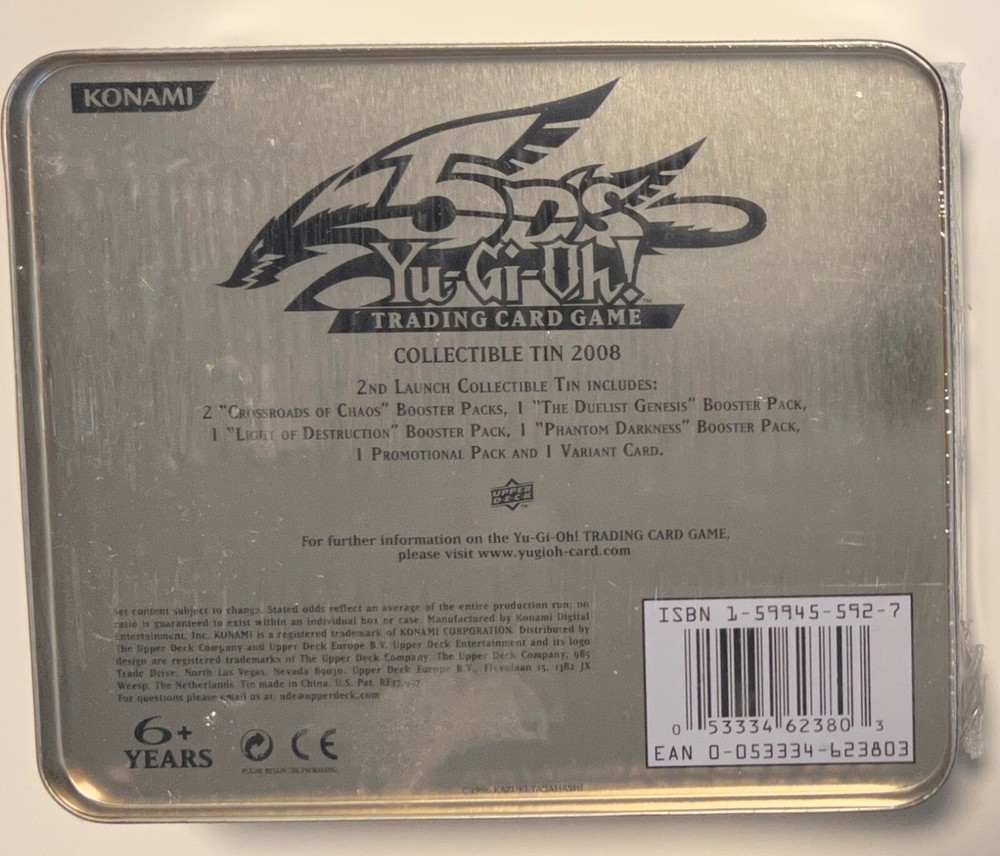 KONAMI
5D's
Yu-Gi-Oh!™
TRADING CARD GAME
COLLECTIBLE TIN 2008
2ND LAUNCH COLLECTIBLE TIN INCLUDES:
2 "CROSSROADS OF CHAOS" BOOSTER PACKS, 1 "THE DUELIST GENESIS" BOOSTER PACK,
1 "LIGHT OF DESTRUCTION" BOOSTER PACK, 1 "PHANTOM DARKNESS" BOOSTER PACK,
1 PROMOTIONAL PACK AND 1 VARIANT CARD.
UPPER
D·E·C·K
For further information on the Yu-Gi-Oh! TRADING CARD GAME,
please visit www.yugioh-card.com
Set content subject to change. Stated odds reflect an average of the entire production run; no
ratio is guaranteed to exist within an individual box or case. Manufactured by Konami Digital
Entertainment, Inc. KONAMI is a registered trademark of KONAMI CORPORATION. Distributed by
The Upper Deck Company and Upper Deck Europe B.V. Upper Deck Entertainment and its logo
design are registered trademarks of The Upper Deck Company. The Upper Deck Company, 985
Trade Drive, North Las Vegas, Nevada 89030. Upper Deck Europe B.V., Flevolaan 15, 1382 JX
Weesp, The Netherlands. Tin made in China. U.S. Pat. RE37,957
For questions please email us at: ude@upperdeck.com
6+
YEARS
CE
PLEASE RETAIN THE PACKAGING.
©1996 KAZUKI TAKAHASHI
ISBN 1-59945-592-7
0 53334 62380 3
EAN 0-053334-623803